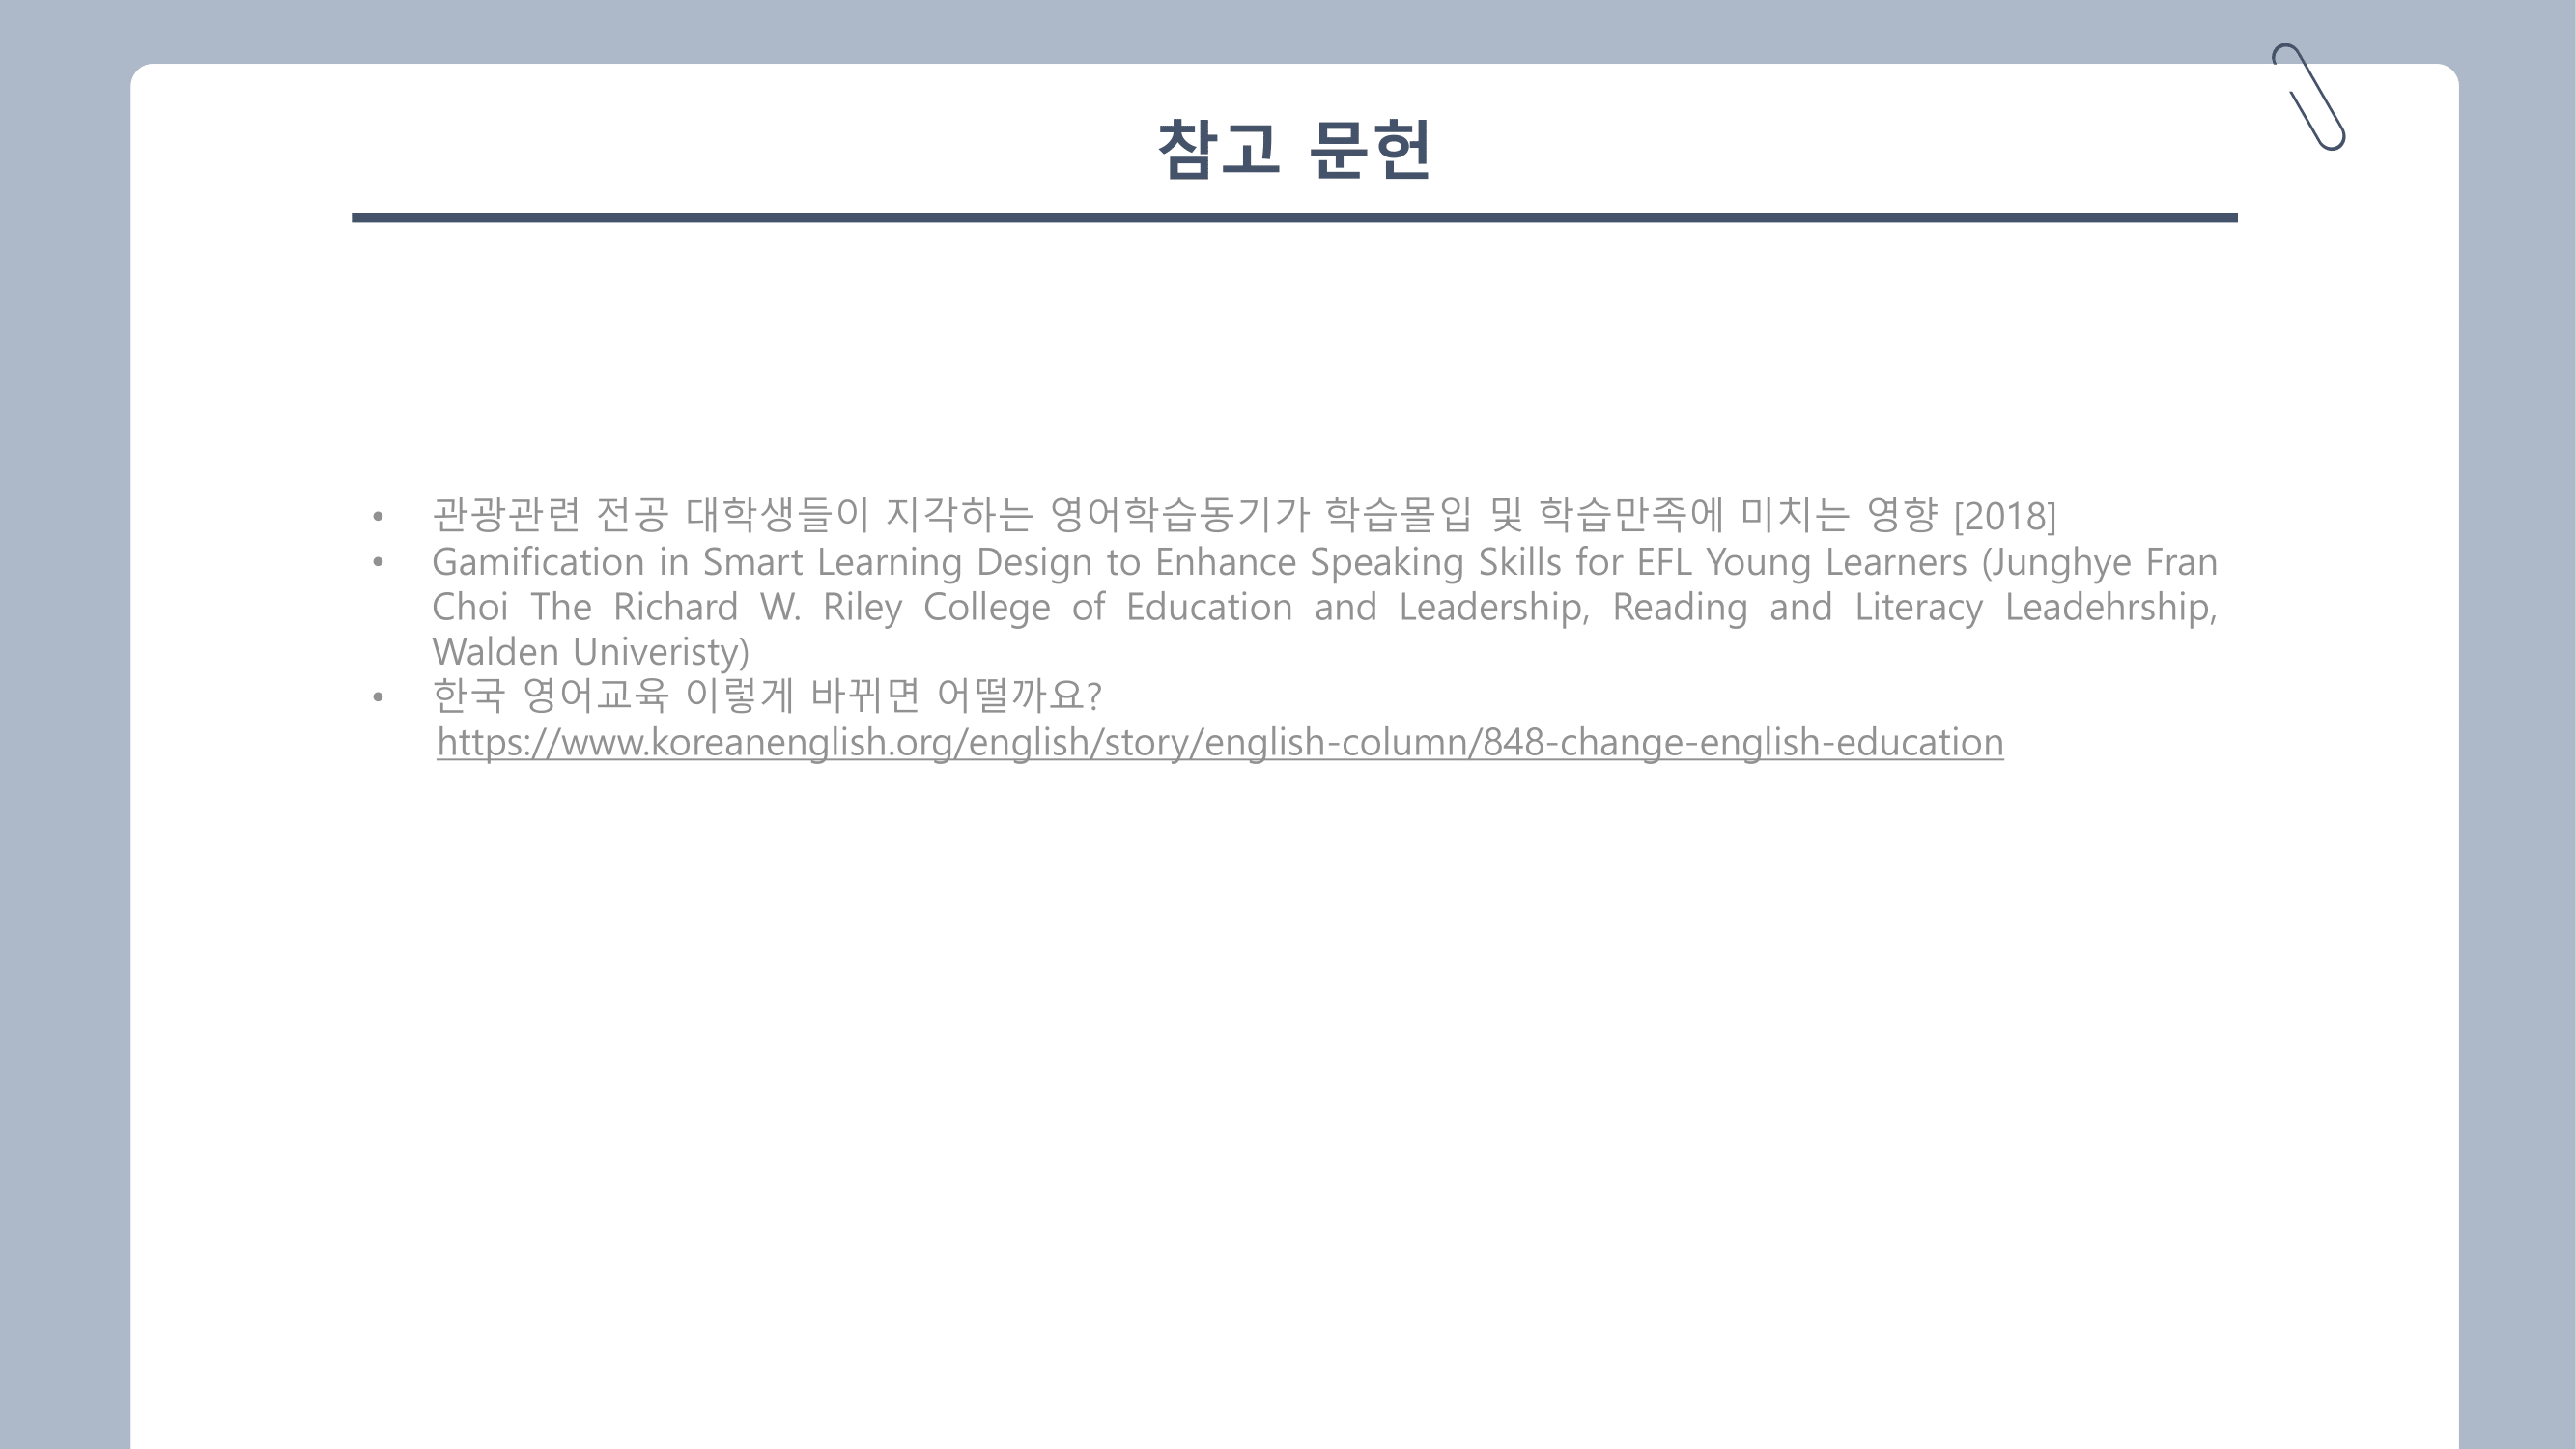 참고 문헌
• 관광관련 전공 대학생들이 지각하는 영어학습동기가 학습몰입 및 학습만족에 미치는 영향 [2018]
• Gamification in Smart Learning Design to Enhance Speaking Skills for EFL Young Learners (Junghye Fran
Choi The Richard W. Riley College of Education and Leadership, Reading and Literacy Leadehrship,
Walden Univeristy)
• 한국 영어교육 이렇게 바뀌면 어떨까요?
https://www.koreanenglish.org/english/story/english-column/848-change-english-education